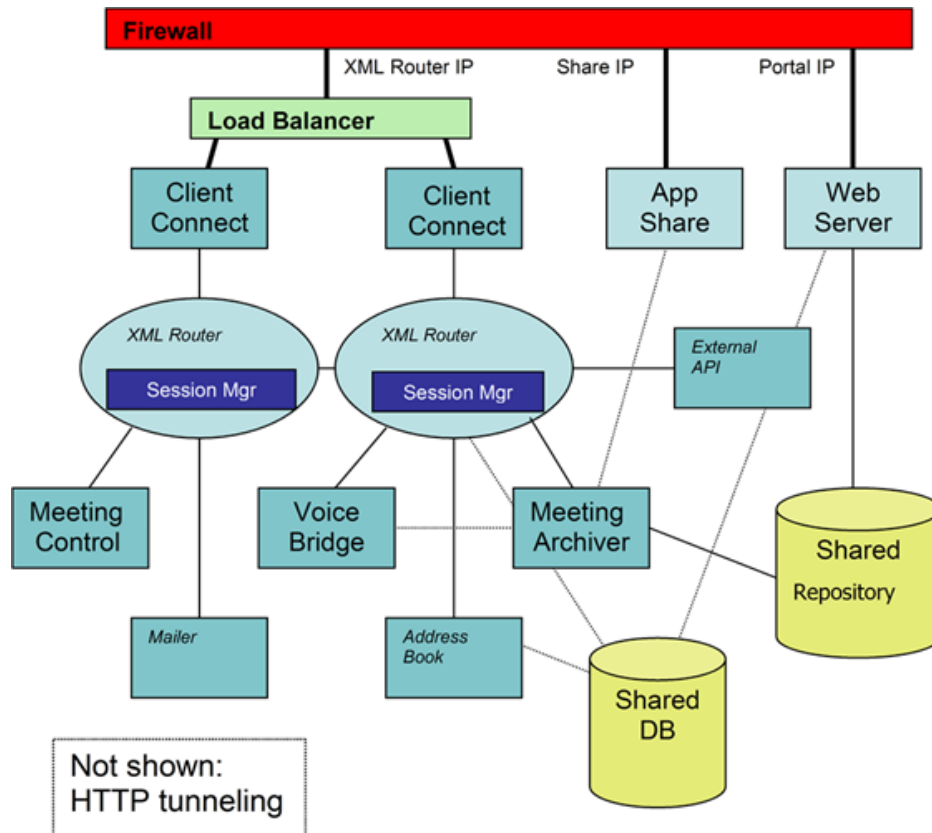 Firewall
XML Router IP
Share IP
Portal IP
Load Balancer
Client
Connect
Client
Connect
App
Share
Web
Server
XML Router
Session Mgr
XML Router
Session Mgr
External
API
Meeting
Control
Voice
Bridge
Meeting
Archiver
Shared
Repository
Mailer
Address
Book
Shared
DB
Not shown:
HTTP tunneling